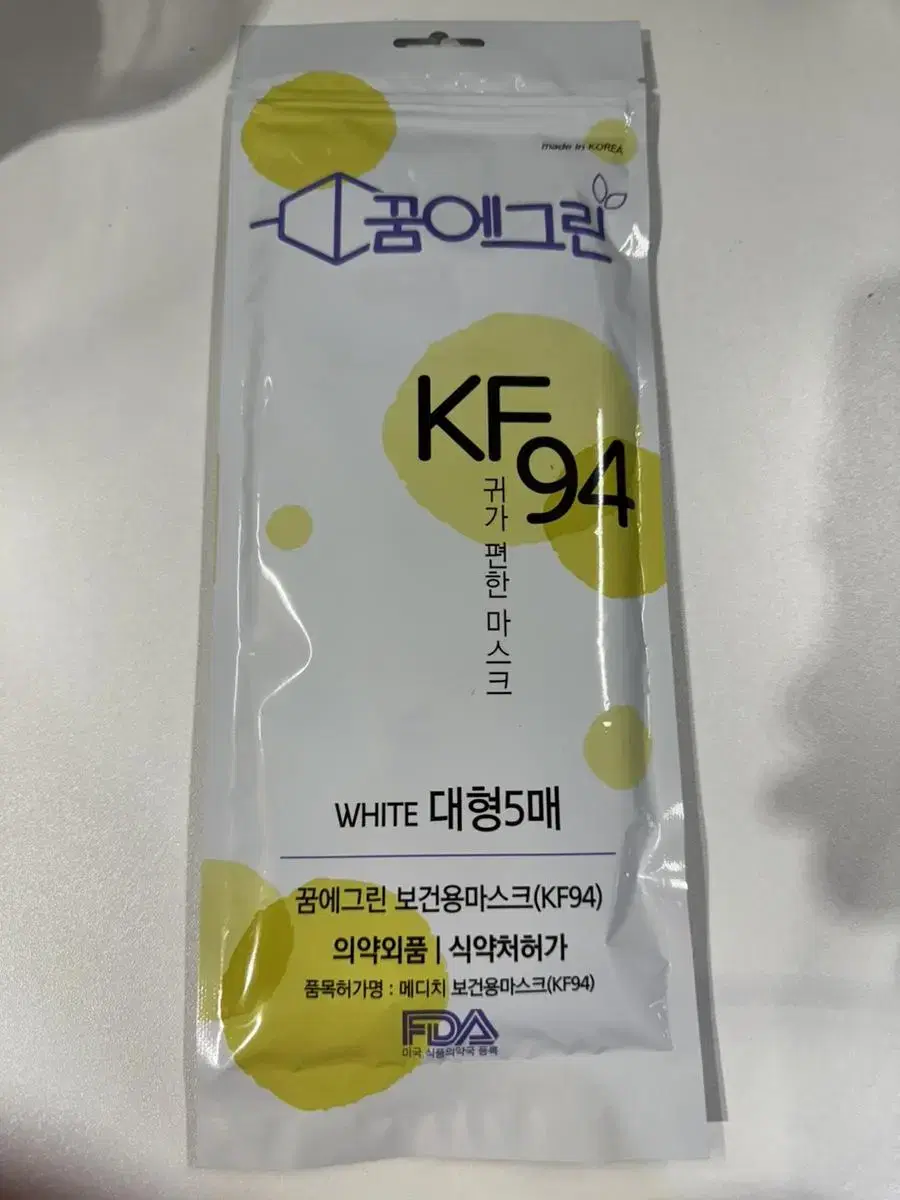 made in KOREA
꿈에그린
KF94
귀가 편한 마스크
WHITE 대형5매
꿈에그린 보건용마스크(KF94)
의약외품 | 식약처허가
품목허가명 : 메디치 보건용마스크(KF94)
FDA
미국 식품의약국 등록